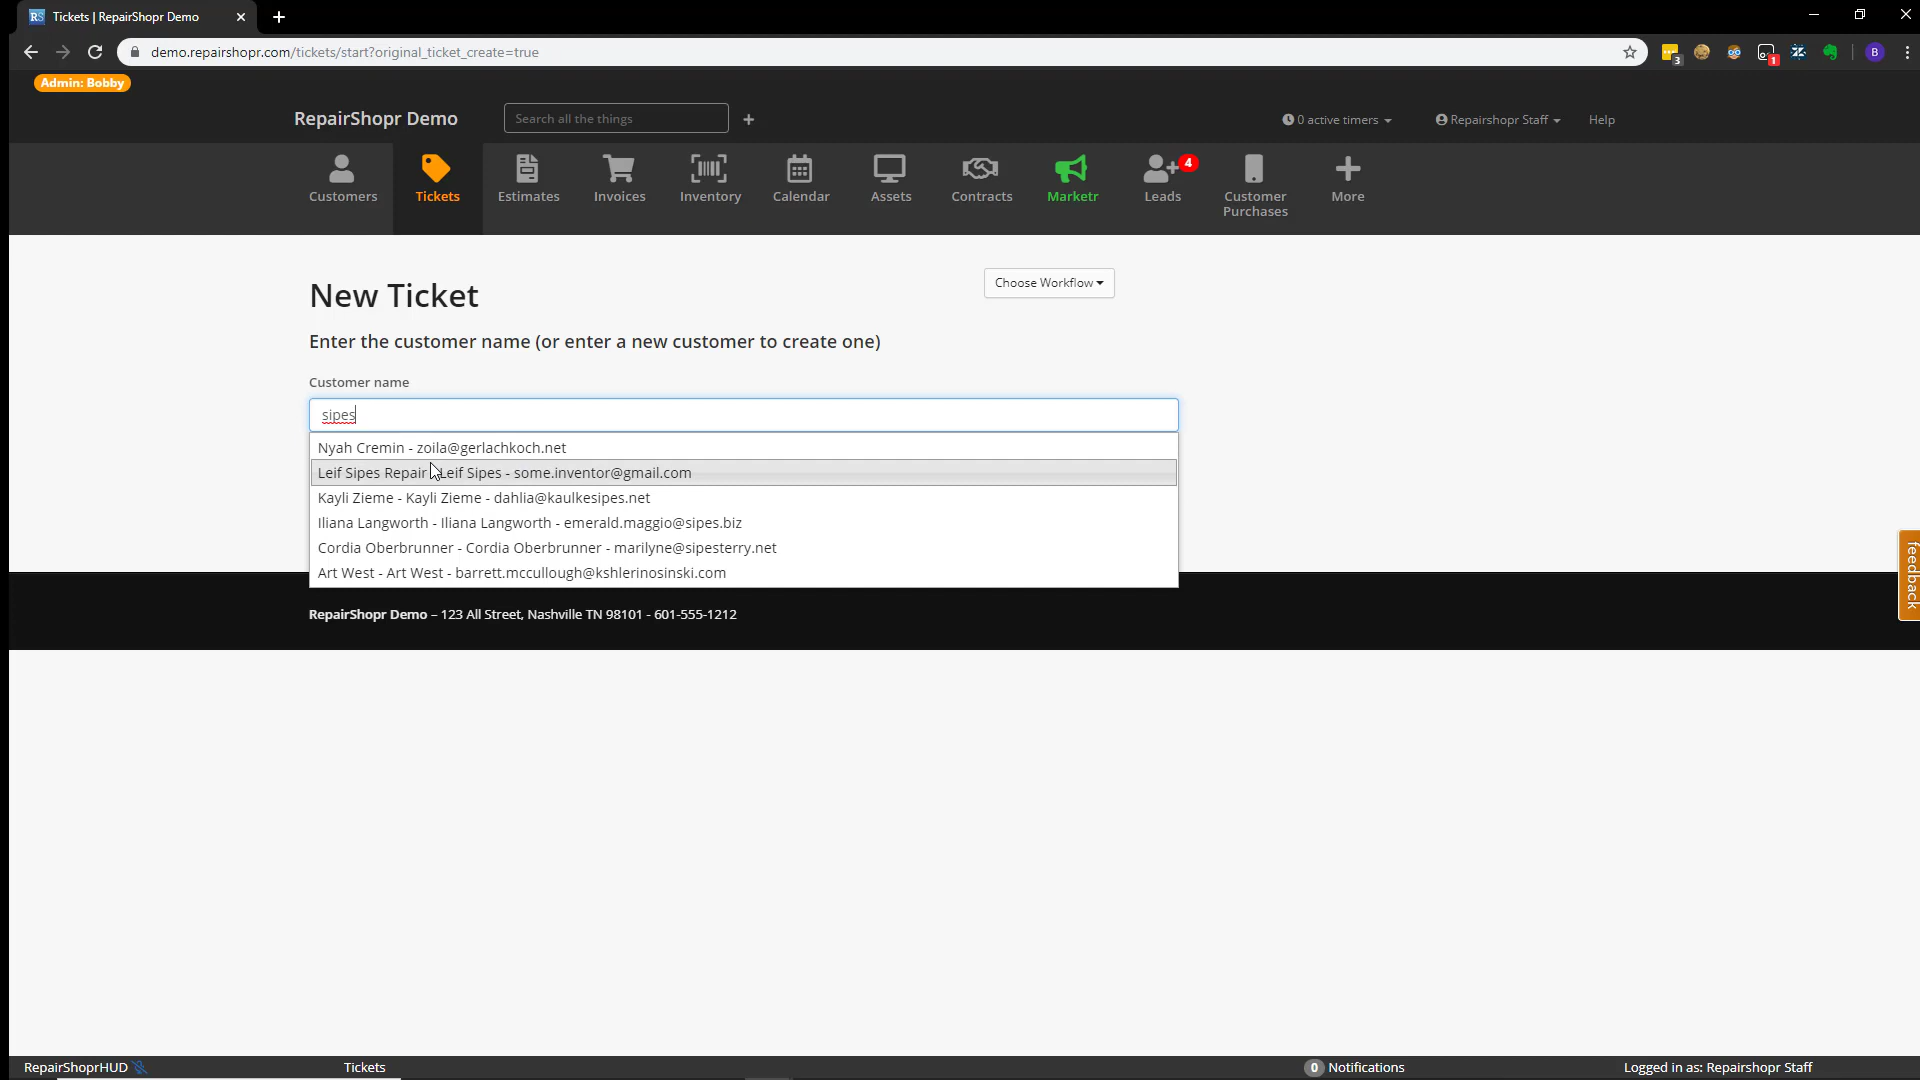 Tickets | RepairShopr Demo
demo.repairshopr.com/tickets/start?original_ticket_create=true
3
1
B
Admin: Bobby
RepairShopr Demo
Search all the things
0 active timers
Repairshopr Staff
Help
Customers
Tickets
Estimates
Invoices
Inventory
Calendar
Assets
Contracts
Marketr
4
Leads
Customer
Purchases
More
New Ticket
Choose Workflow
Enter the customer name (or enter a new customer to create one)
Customer name
sipes
Nyah Cremin - zoila@gerlachkoch.net
Leif Sipes Repair - Leif Sipes - some.inventor@gmail.com
Kayli Zieme - Kayli Zieme - dahlia@kaulkesipes.net
Iliana Langworth - Iliana Langworth - emerald.maggio@sipes.biz
Cordia Oberbrunner - Cordia Oberbrunner - marilyne@sipesterry.net
Art West - Art West - barrett.mccullough@kshlerinosinski.com
feedback
RepairShopr Demo – 123 All Street, Nashville TN 98101 - 601-555-1212
RepairShoprHUD
Tickets
0 Notifications
Logged in as: Repairshopr Staff